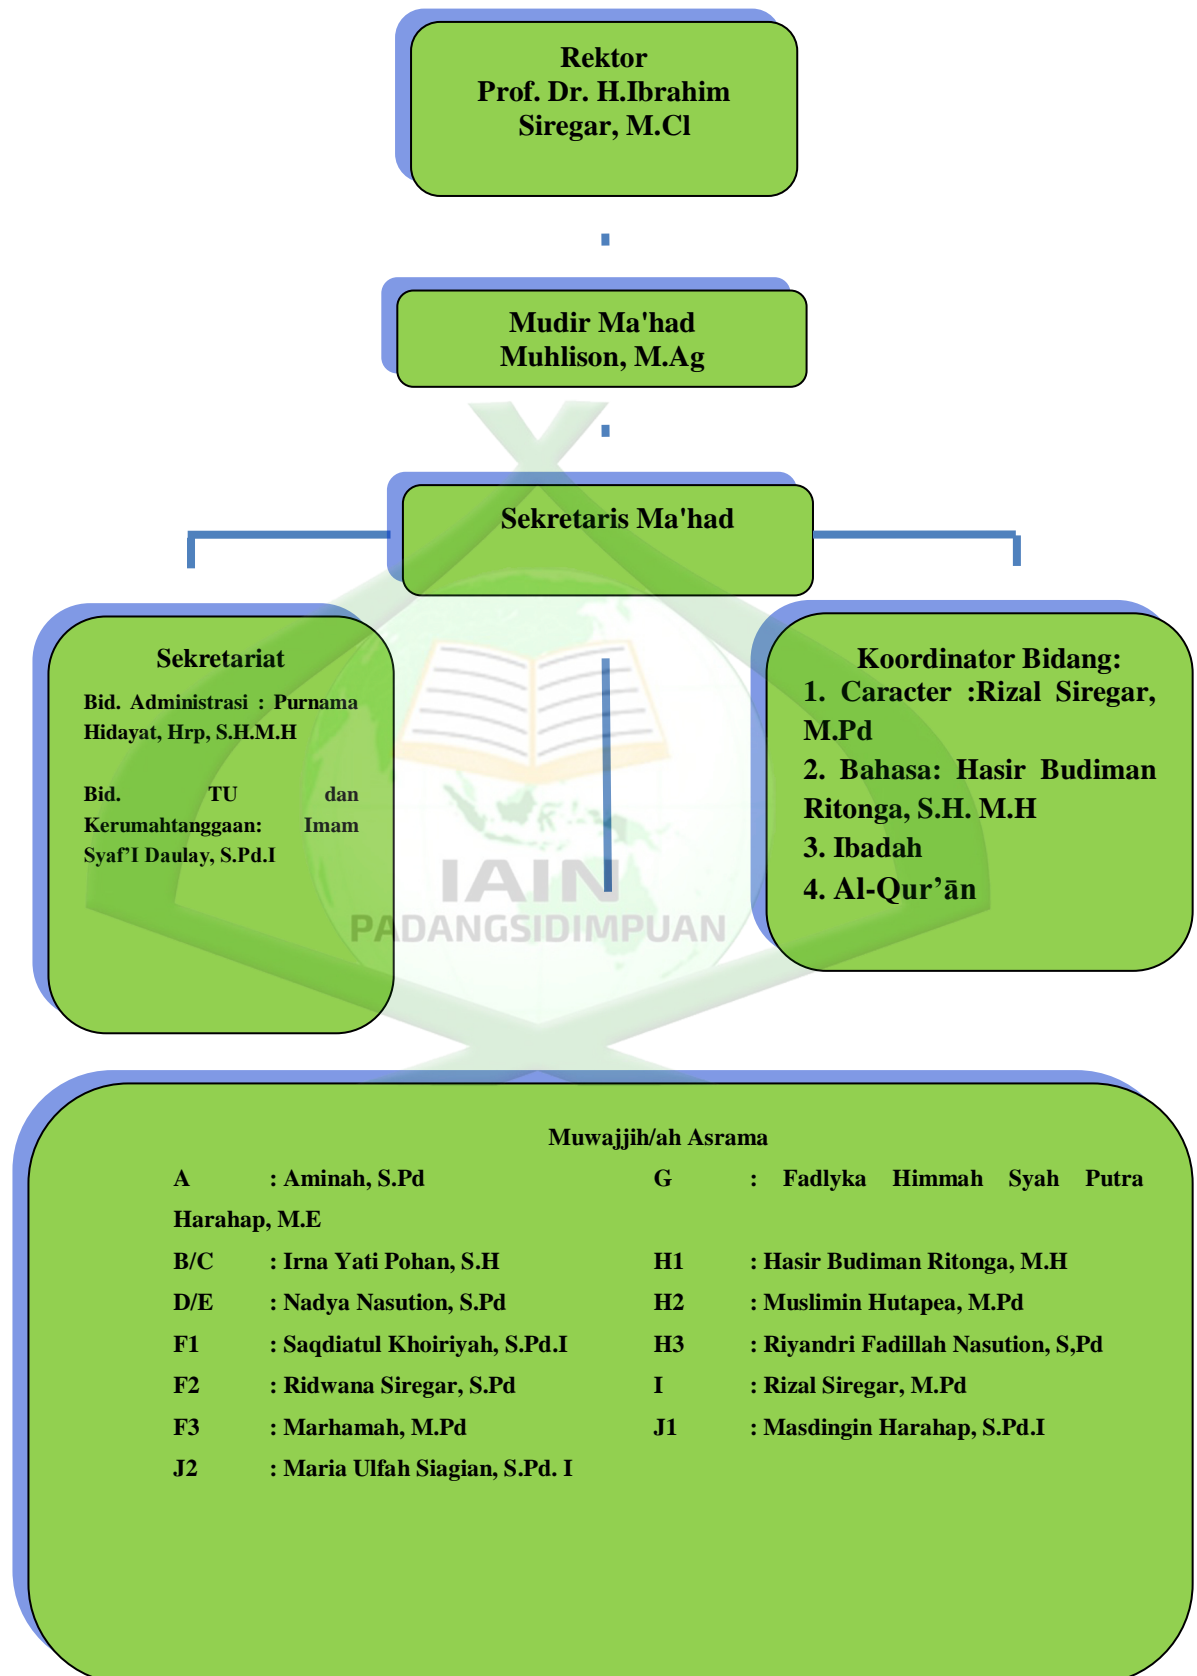 Rektor
Prof. Dr. H.Ibrahim
Siregar, M.Cl
Mudir Ma'had
Muhlison, M.Ag
Sekretaris Ma'had
Sekretariat
Bid. Administrasi : Purnama
Hidayat, Hrp, S.H.M.H
Bid. TU dan
Kerumahtanggaan: Imam
Syaf’I Daulay, S.Pd.I
Koordinator Bidang:
1. Caracter :Rizal Siregar,
M.Pd
2. Bahasa: Hasir Budiman
Ritonga, S.H. M.H
3. Ibadah
4. Al-Qur’ān
IAIN
PADANGSIDIMPUAN
Muwajjih/ah Asrama
A : Aminah, S.Pd G : Fadlyka Himmah Syah Putra
Harahap, M.E
B/C : Irna Yati Pohan, S.H H1 : Hasir Budiman Ritonga, M.H
D/E : Nadya Nasution, S.Pd H2 : Muslimin Hutapea, M.Pd
F1 : Saqdiatul Khoiriyah, S.Pd.I H3 : Riyandri Fadillah Nasution, S,Pd
F2 : Ridwana Siregar, S.Pd I : Rizal Siregar, M.Pd
F3 : Marhamah, M.Pd J1 : Masdingin Harahap, S.Pd.I
J2 : Maria Ulfah Siagian, S.Pd. I